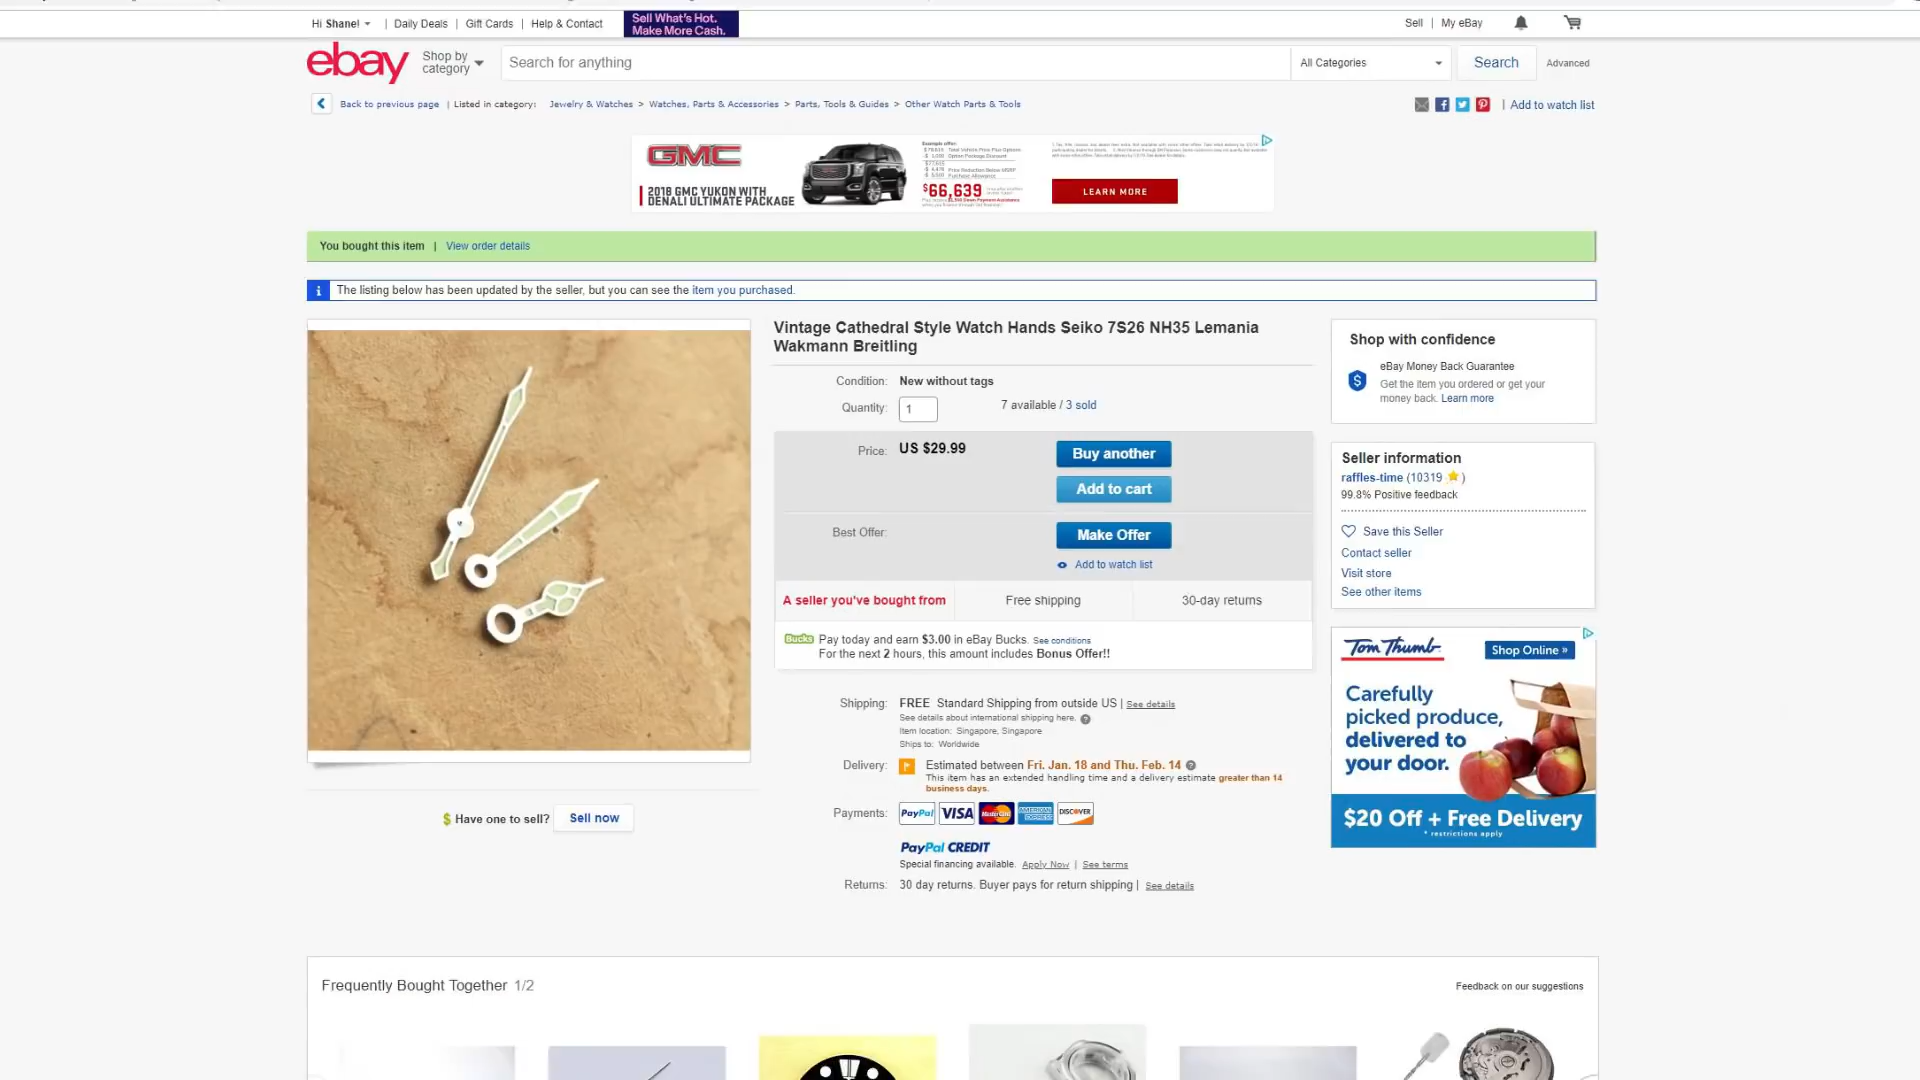 Hi Shane!
Daily Deals
Gift Cards
Help & Contact
Sell What's Hot.
Make More Cash.
Sell
My eBay
ebay
Shop by
category
Search for anything
All Categories
Search
Advanced
Back to previous page | Listed in category: Jewelry & Watches > Watches, Parts & Accessories > Parts, Tools & Guides > Other Watch Parts & Tools
| Add to watch list
GMC
2018 GMC YUKON WITH
DENALI ULTIMATE PACKAGE
Example offer:
$66,639
LEARN MORE
You bought this item | View order details
The listing below has been updated by the seller, but you can see the item you purchased.
Vintage Cathedral Style Watch Hands Seiko 7S26 NH35 Lemania
Wakmann Breitling
Condition: New without tags
Quantity: 1
7 available / 3 sold
Price: US $29.99
Buy another
Add to cart
Best Offer:
Make Offer
Add to watch list
A seller you've bought from
Free shipping
30-day returns
Bucks Pay today and earn $3.00 in eBay Bucks. See conditions
For the next 2 hours, this amount includes Bonus Offer!!
Shipping: FREE Standard Shipping from outside US | See details
See details about international shipping here.
Item location: Singapore, Singapore
Ships to: Worldwide
Delivery: Estimated between Fri. Jan. 18 and Thu. Feb. 14
This item has an extended handling time and a delivery estimate greater than 14
business days.
Payments: PayPal VISA MasterCard AMERICAN EXPRESS DISCOVER
PayPal CREDIT
Special financing available. Apply Now | See terms
Returns: 30 day returns. Buyer pays for return shipping | See details
Have one to sell? Sell now
Shop with confidence
eBay Money Back Guarantee
Get the item you ordered or get your
money back. Learn more
Seller information
raffles-time (10319 )
99.8% Positive feedback
Save this Seller
Contact seller
Visit store
See other items
Tom Thumb
Shop Online »
Carefully
picked produce,
delivered to
your door.
$20 Off + Free Delivery
* restrictions apply
Frequently Bought Together 1/2
Feedback on our suggestions